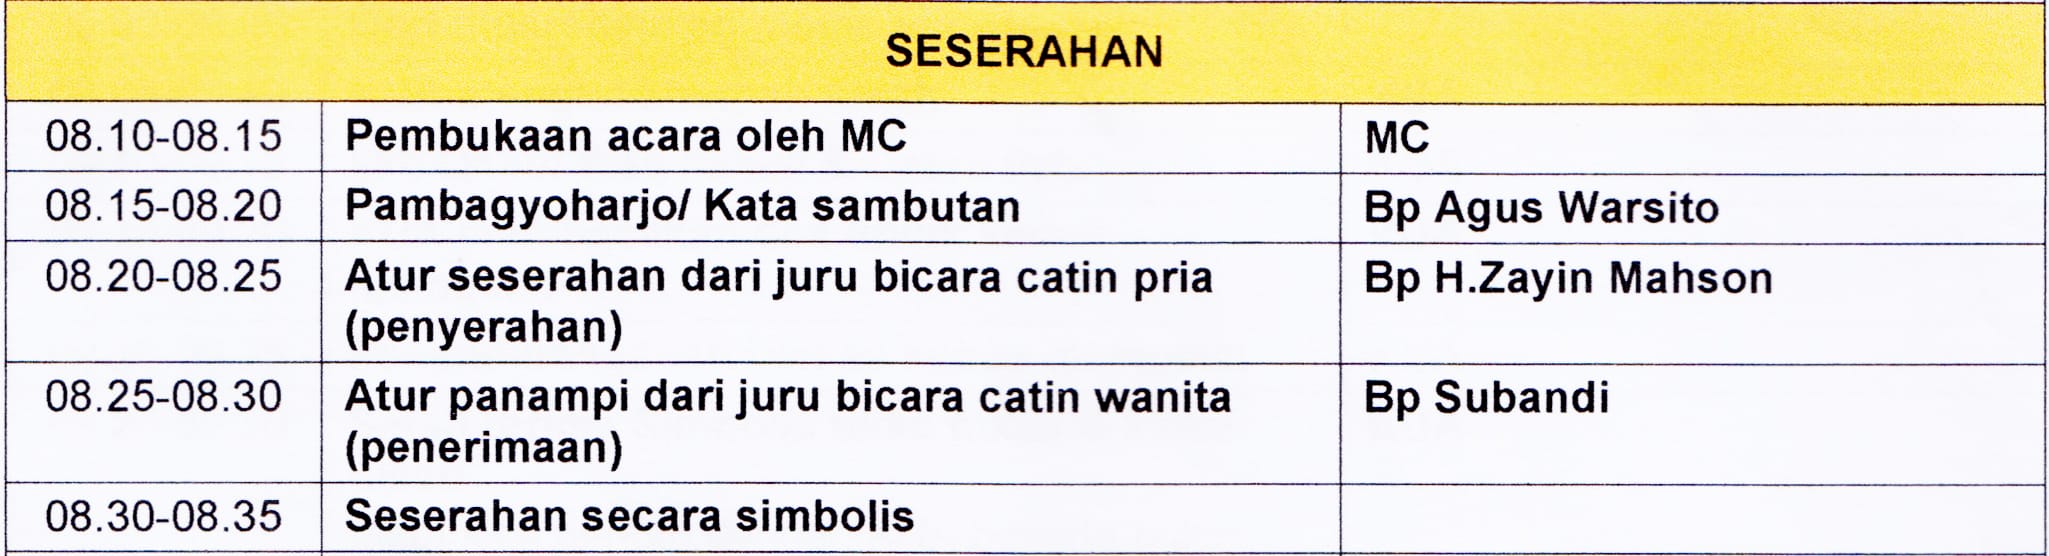 SESERAHAN
08.10-08.15 Pembukaan acara oleh MC MC
08.15-08.20 Pambagyoharjo/ Kata sambutan Bp Agus Warsito
08.20-08.25 Atur seserahan dari juru bicara catin pria Bp H.Zayin Mahson
(penyerahan)
08.25-08.30 Atur panampi dari juru bicara catin wanita Bp Subandi
(penerimaan)
08.30-08.35 Seserahan secara simbolis